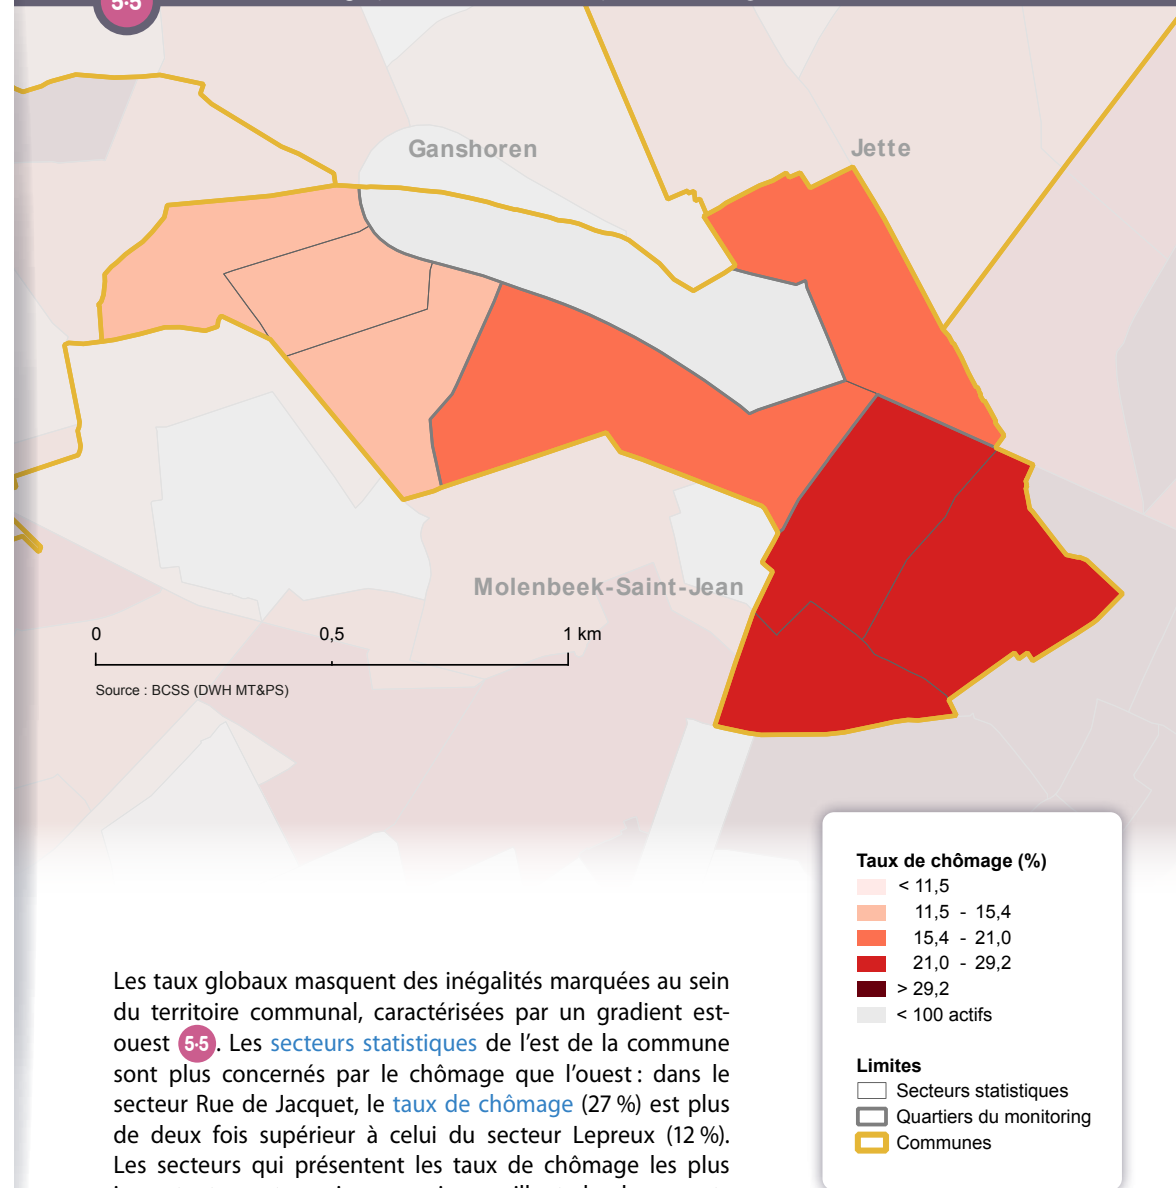 5·5
Ganshoren
Jette
Molenbeek-Saint-Jean
0 0,5 1 km
Source : BCSS (DWH MT&PS)
Taux de chômage (%)
< 11,5
11,5 - 15,4
15,4 - 21,0
21,0 - 29,2
> 29,2
< 100 actifs
Limites
Secteurs statistiques
Quartiers du monitoring
Communes
Les taux globaux masquent des inégalités marquées au sein
du territoire communal, caractérisées par un gradient est-
ouest 5·5. Les secteurs statistiques de l'est de la commune
sont plus concernés par le chômage que l'ouest : dans le
secteur Rue de Jacquet, le taux de chômage (27 %) est plus
de deux fois supérieur à celui du secteur Lepreux (12 %).
Les secteurs qui présentent les taux de chômage les plus